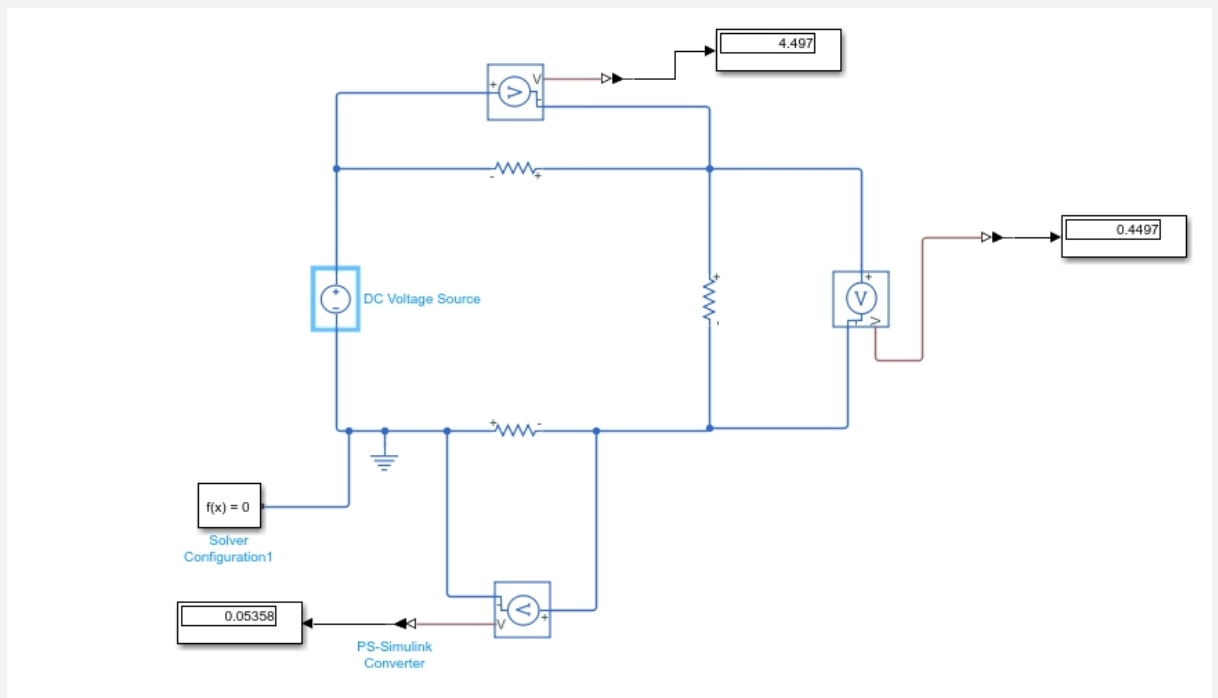 4.497
+
V
-
-
+
0.4497
+
-
DC Voltage Source
+
-
+
V
-
V
+
-
f(x) = 0
Solver
Configuration1
0.05358
-
V
+
V
PS-Simulink
Converter